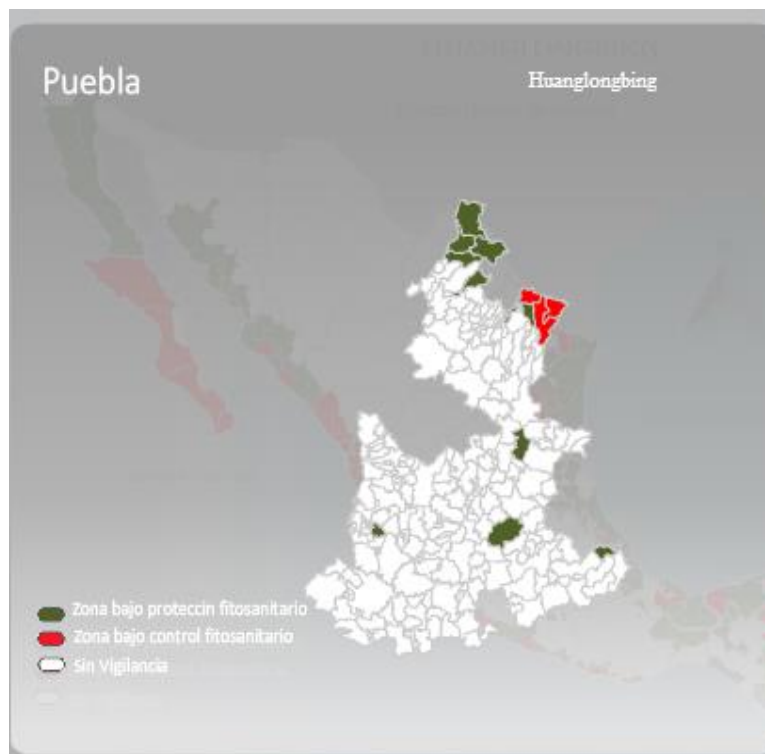 Puebla
Huanglongbing
Zona bajo proteccin fitosanitario
Zona bajo control fitosanitario
Sin Vigilancia